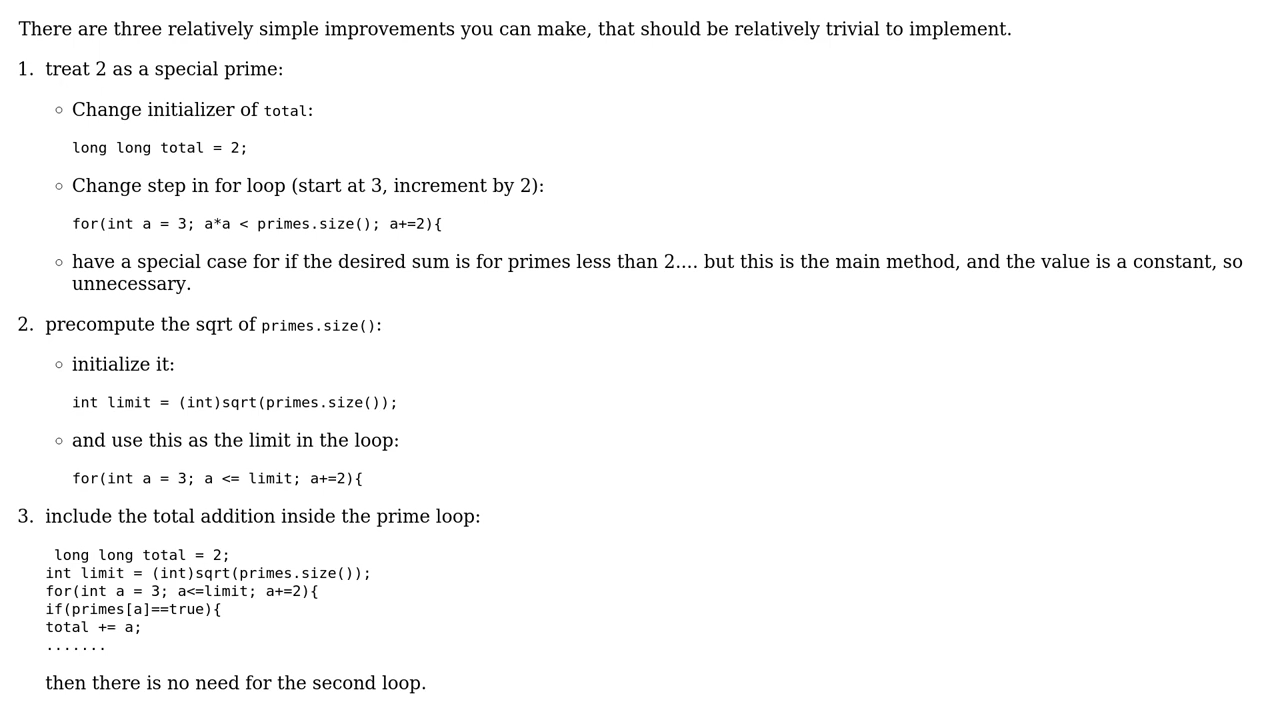 There are three relatively simple improvements you can make, that should be relatively trivial to implement.
1. treat 2 as a special prime:
◦ Change initializer of total:
long long total = 2;
◦ Change step in for loop (start at 3, increment by 2):
for(int a = 3; a*a < primes.size(); a+=2){
◦ have a special case for if the desired sum is for primes less than 2.... but this is the main method, and the value is a constant, so
unnecessary.
2. precompute the sqrt of primes.size():
◦ initialize it:
int limit = (int)sqrt(primes.size());
◦ and use this as the limit in the loop:
for(int a = 3; a <= limit; a+=2){
3. include the total addition inside the prime loop:
long long total = 2;
int limit = (int)sqrt(primes.size());
for(int a = 3; a<=limit; a+=2){
if(primes[a]==true){
total += a;
.......
then there is no need for the second loop.